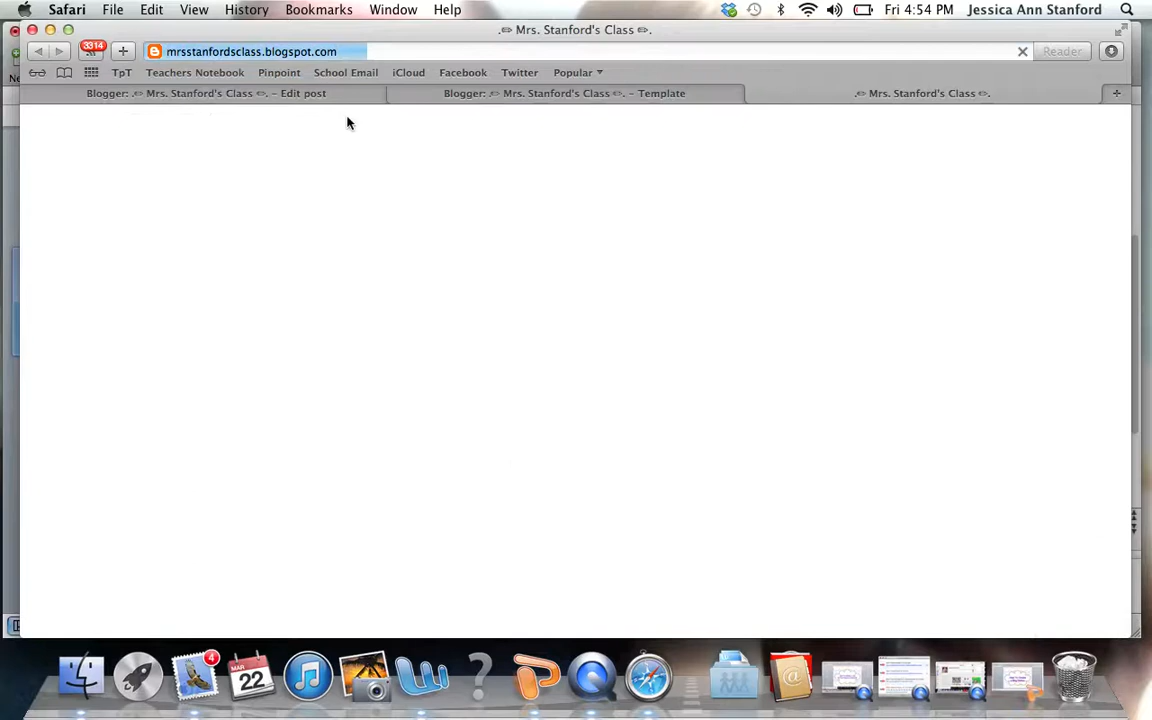 Safari File Edit View History Bookmarks Window Help Fri 4:54 PM Jessica Ann Stanford
.✏ Mrs. Stanford's Class ✏.
3314 + mrsstanfordsclass.blogspot.com Reader
TpT Teachers Notebook Pinpoint School Email iCloud Facebook Twitter Popular
Blogger: .✏ Mrs. Stanford's Class ✏. – Edit post Blogger: .✏ Mrs. Stanford's Class ✏. – Template .✏ Mrs. Stanford's Class ✏. +
4
MAR
22